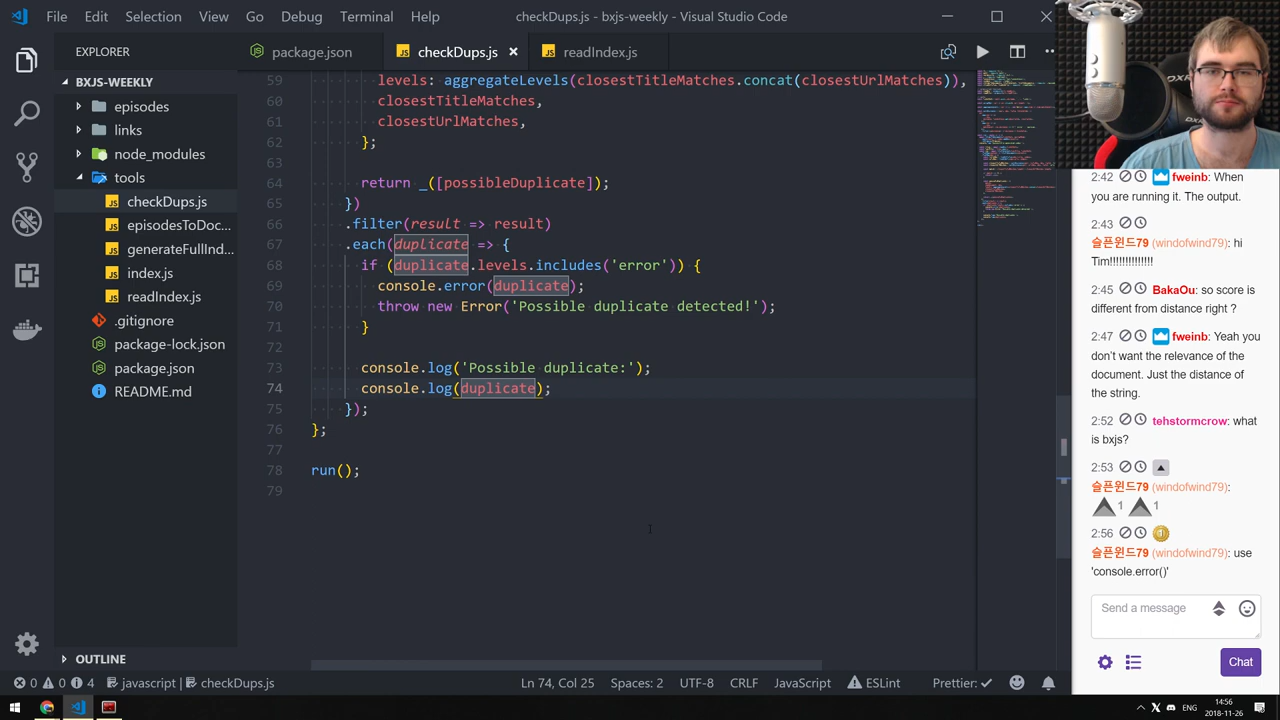 File Edit Selection View Go Debug Terminal Help checkDups.js - bxjs-weekly - Visual Studio Code
EXPLORER
BXJS-WEEKLY
episodes
links
node_modules
tools
checkDups.js
episodesToDoc...
generateFullInd...
index.js
readIndex.js
.gitignore
package-lock.json
package.json
README.md
OUTLINE
package.json checkDups.js readIndex.js
59 levels: aggregateLevels(closestTitleMatches.concat(closestUrlMatches)),
60 closestTitleMatches,
61 closestUrlMatches,
62 };
63
64 return _([possibleDuplicate]);
65 })
66 .filter(result => result)
67 .each(duplicate => {
68 if (duplicate.levels.includes('error')) {
69 console.error(duplicate);
70 throw new Error('Possible duplicate detected!');
71 }
72
73 console.log('Possible duplicate:');
74 console.log(duplicate);
75 });
76 };
77
78 run();
79
2:42 fweinb: When
you are running it. The output.
2:43
슬픈윈드79 (windofwind79): hi
Tim!!!!!!!!!!!!!!
2:45 BakaOu: so score is
different from distance right ?
2:47 fweinb: Yeah you
don't want the relevance of the
document. Just the distance of
the string.
2:52 tehstormcrow: what
is bxjs?
2:53
슬픈윈드79 (windofwind79):
1 1
2:56
슬픈윈드79 (windofwind79): use
'console.error()'
Send a message
Chat
0 0 4 javascript checkDups.js Ln 74, Col 25 Spaces: 2 UTF-8 CRLF JavaScript ESLint Prettier: ✓
ENG
14:56
2018-11-26